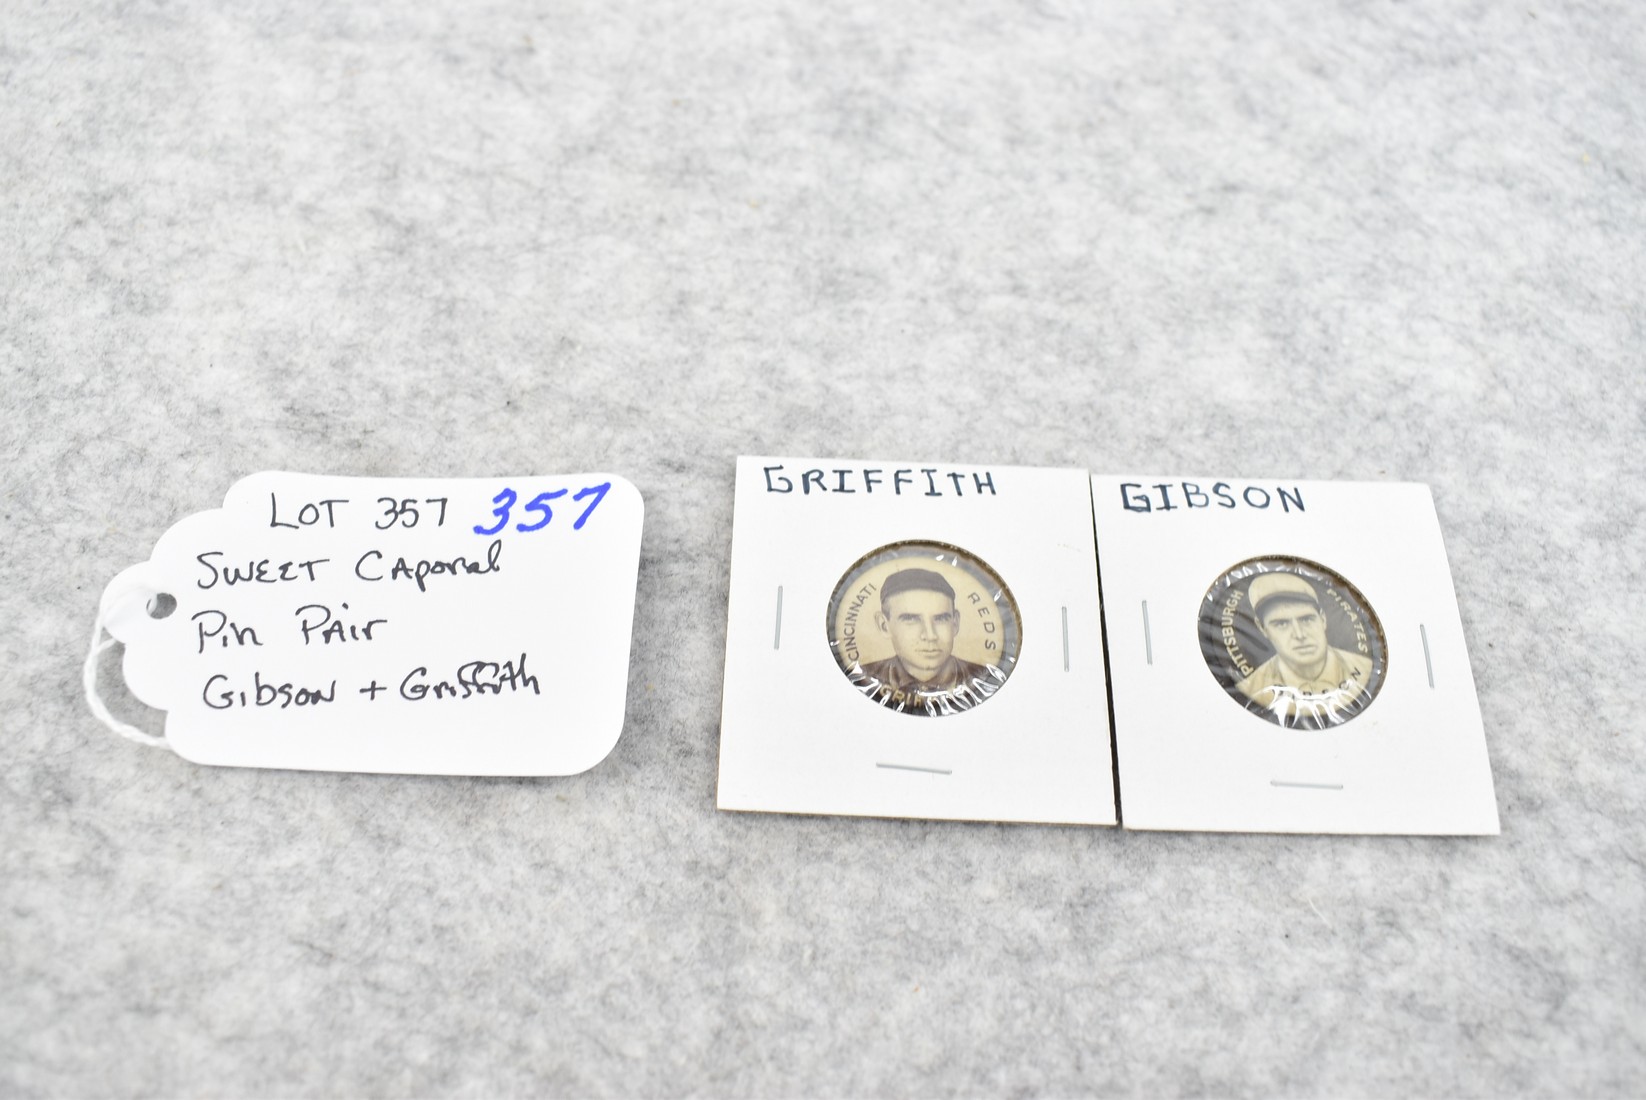 LOT 357 357
SWEET CAporal
Pin PAir
Gibson + Griffith
GRIFFITH
CINCINNATI REDS
GIBSON
PITTSBURGH PIRATES